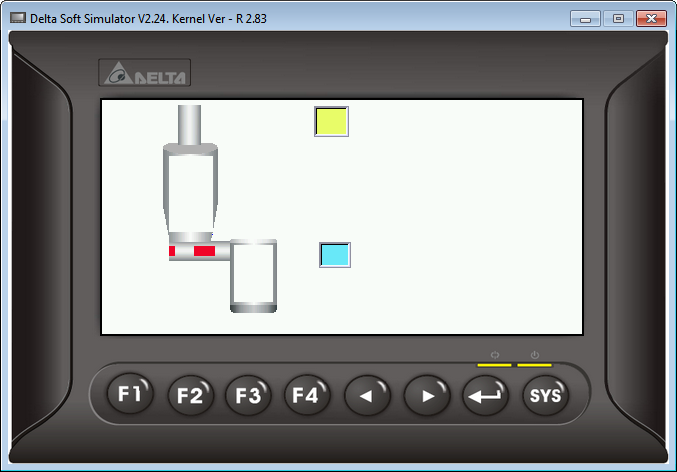 Delta Soft Simulator V2.24. Kernel Ver - R 2.83
DELTA
F1 F2 F3 F4 SYS